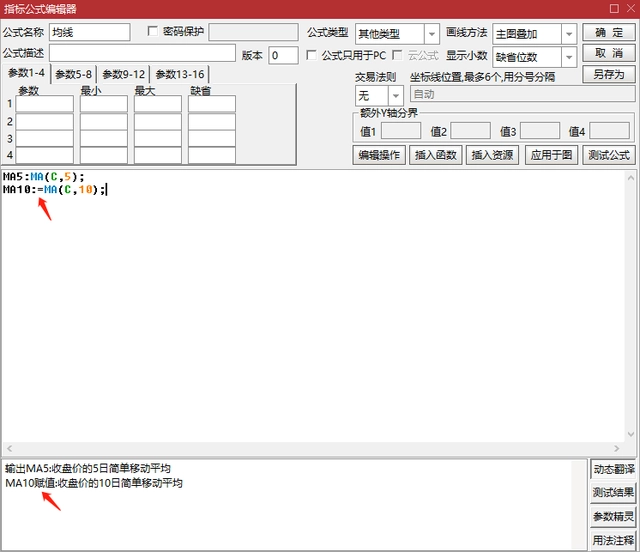 指标公式编辑器
公式名称 均线 密码保护 公式类型 其他类型 画线方法 主图叠加 确 定
公式描述 版本 0 公式只用于PC 云公式 显示小数 缺省位数 取 消
参数1-4 参数5-8 参数9-12 参数13-16 交易法则 坐标线位置,最多6个,用分号分隔 另存为
参数 最小 最大 缺省 无 自动
1
2 额外Y轴分界
3 值1 值2 值3 值4
4 编辑操作 插入函数 插入资源 应用于图 测试公式
MA5:MA(C,5);
MA10:=MA(C,10);
输出MA5:收盘价的5日简单移动平均 动态翻译
MA10赋值:收盘价的10日简单移动平均 测试结果
参数精灵
用法注释